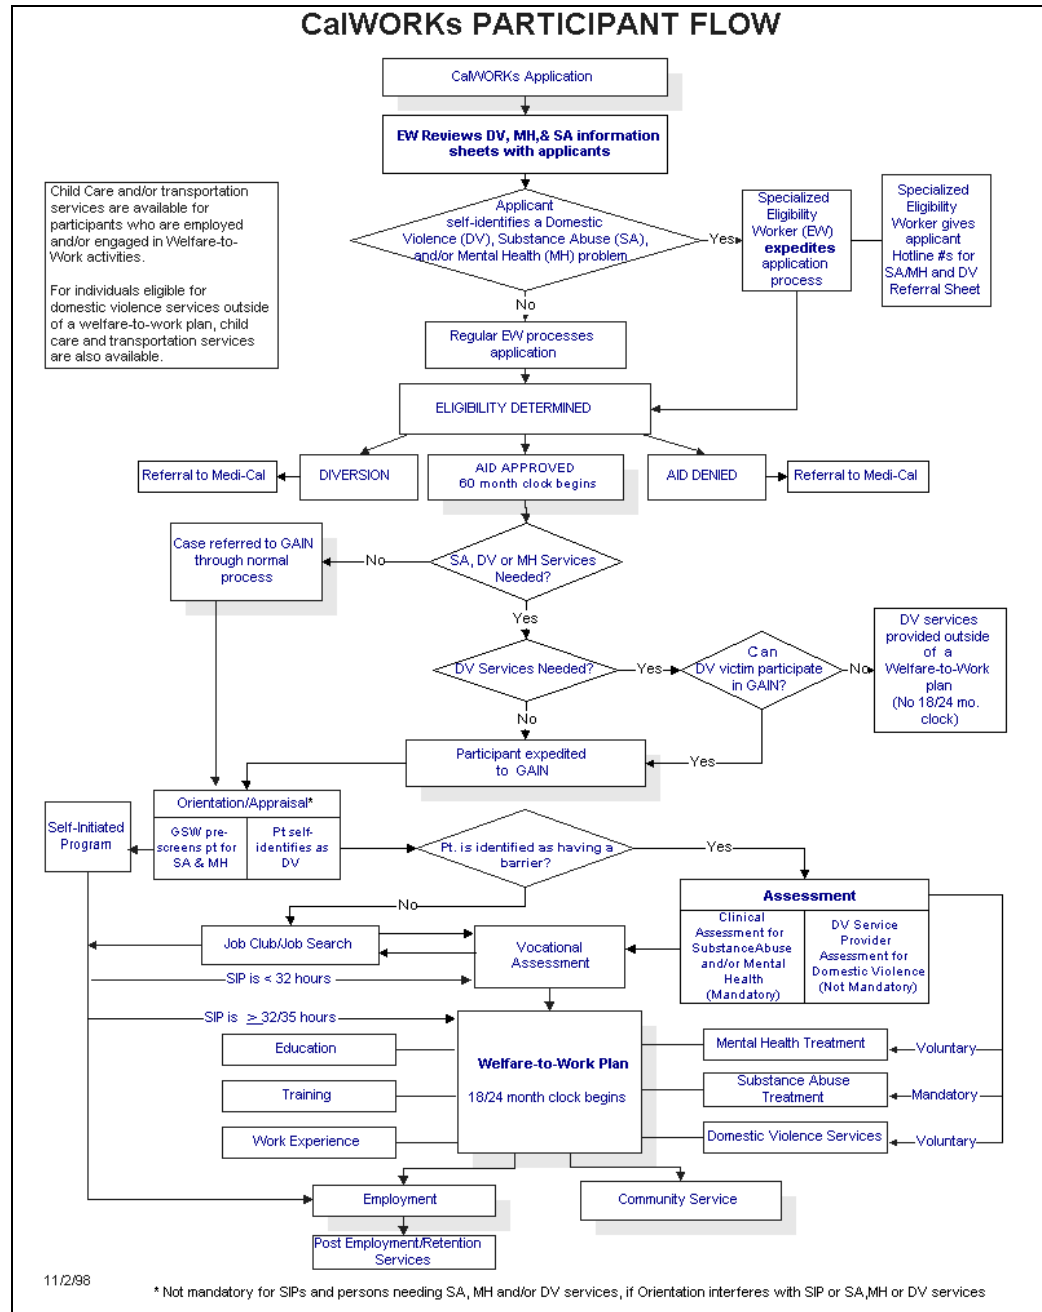 CalWORKs PARTICIPANT FLOW
CalWORKs Application
EW Reviews DV, MH,& SA information
sheets with applicants
Child Care and/or transportation
services are available for
participants who are employed
and/or engaged in Welfare-to-
Work activities.
For individuals eligible for
domestic violence services outside
of a welfare-to-work plan, child
care and transportation services
are also available.
Applicant
self-identifies a Domestic
Violence (DV), Substance Abuse (SA),
and/or Mental Health (MH) problem
Yes
Specialized
Eligibility
Worker (EW)
expedites
application
process
Specialized
Eligibility
Worker gives
applicant
Hotline #s for
SA/MH and DV
Referral Sheet
No
Regular EW processes
application
ELIGIBILITY DETERMINED
Referral to Medi-Cal
DIVERSION
AID APPROVED
60 month clock begins
AID DENIED
Referral to Medi-Cal
Case referred to GAIN
through normal
process
No
SA, DV or MH Services
Needed?
Yes
DV Services Needed?
Yes
Can
DV victim participate
in GAIN?
No
DV services
provided outside
of a
Welfare-to-Work
plan
(No 18/24 mo.
clock)
No
Participant expedited
to GAIN
Yes
Self-Initiated
Program
Orientation/Appraisal*
GSW pre-
screens pt for
SA & MH
Pt self-
identifies as
DV
Pt. is identified as having a
barrier?
Yes
No
Assessment
Clinical
Assessment for
SubstanceAbuse
and/or Mental
Health
(Mandatory)
DV Service
Provider
Assessment for
Domestic Violence
(Not Mandatory)
Job Club/Job Search
Vocational
Assessment
SIP is < 32 hours
SIP is ≥ 32/35 hours
Education
Training
Work Experience
Welfare-to-Work Plan
18/24 month clock begins
Mental Health Treatment
Voluntary
Substance Abuse
Treatment
Mandatory
Domestic Violence Services
Voluntary
Employment
Community Service
Post Employment/Retention
Services
11/2/98
* Not mandatory for SIPs and persons needing SA, MH and/or DV services, if Orientation interferes with SIP or SA,MH or DV services